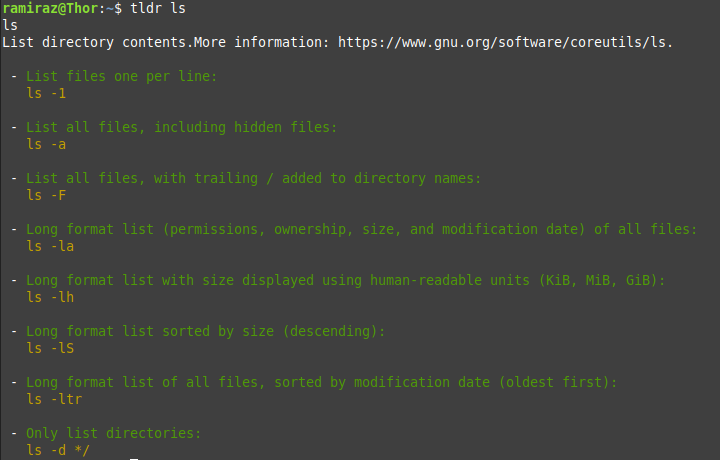 ramiraz@Thor:~$ tldr ls
ls
List directory contents.More information: https://www.gnu.org/software/coreutils/ls.
- List files one per line:
ls -1
- List all files, including hidden files:
ls -a
- List all files, with trailing / added to directory names:
ls -F
- Long format list (permissions, ownership, size, and modification date) of all files:
ls -la
- Long format list with size displayed using human-readable units (KiB, MiB, GiB):
ls -lh
- Long format list sorted by size (descending):
ls -lS
- Long format list of all files, sorted by modification date (oldest first):
ls -ltr
- Only list directories:
ls -d */